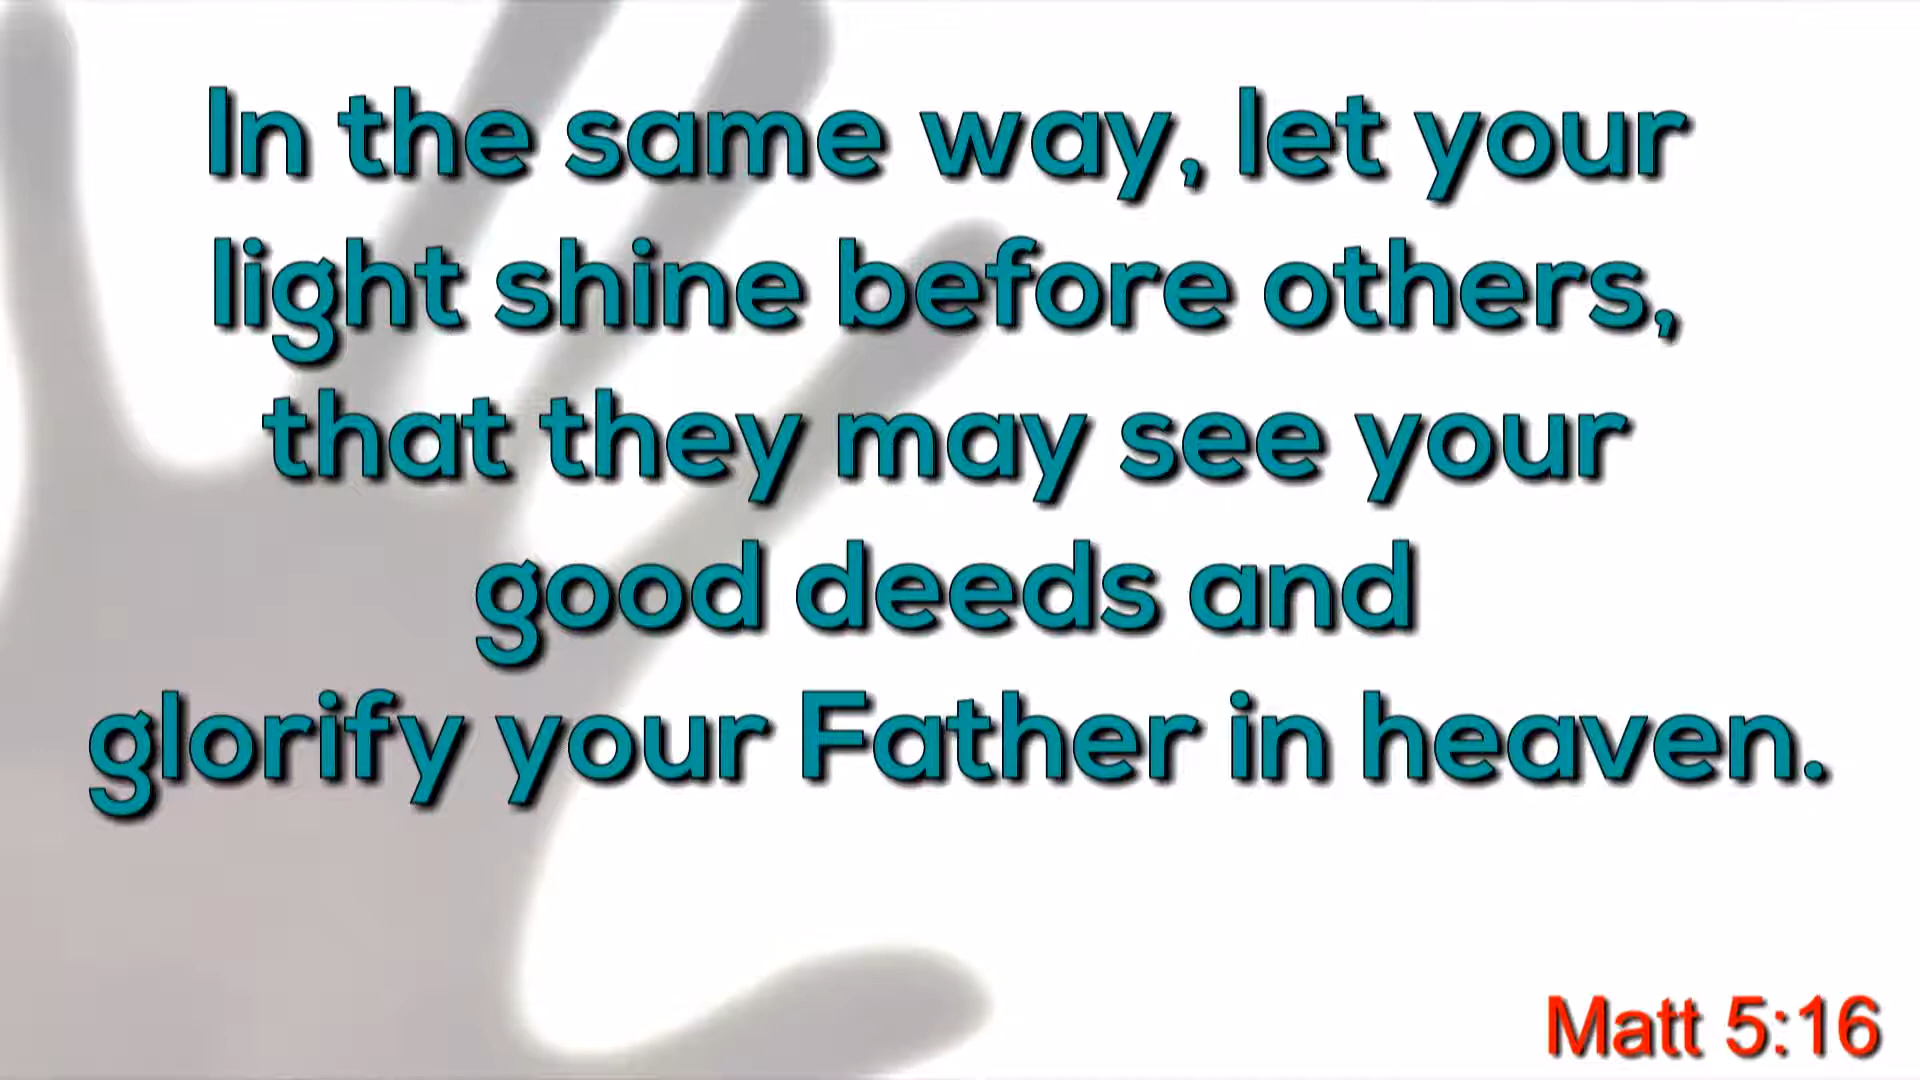 In the same way, let your
light shine before others,
that they may see your
good deeds and
glorify your Father in heaven.
Matt 5:16